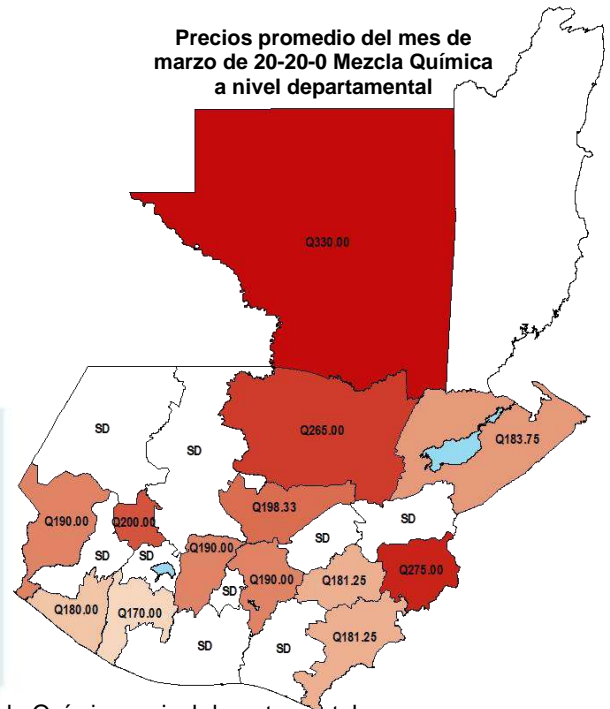 Precios promedio del mes de
marzo de 20-20-0 Mezcla Química
a nivel departamental
Q330.00
SD
SD
Q265.00
Q183.75
Q190.00
Q200.00
Q198.33
SD
SD
SD
SD
Q190.00
Q190.00
Q181.25
Q275.00
SD
Q180.00
Q170.00
SD
SD
Q181.25